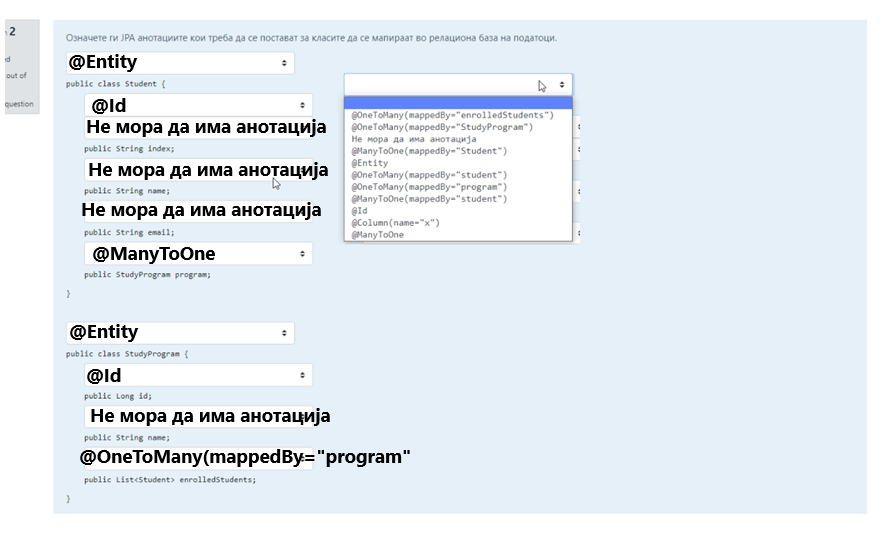 2
ed
out of
question
Означете ги JPA анотациите кои треба да се постават за класите да се мапираат во релациона база на податоци.
@Entity
public class Student {
@Id
Не мора да има анотација
public String index;
Не мора да има анотација
public String name;
Не мора да има анотација
public String email;
@ManyToOne
public StudyProgram program;
}
@OneToMany(mappedBy="enrolledStudents")
@OneToMany(mappedBy="StudyProgram")
Не мора да има анотација
@ManyToOne(mappedBy="Student")
@Entity
@OneToMany(mappedBy="student")
@OneToMany(mappedBy="program")
@ManyToOne(mappedBy="student")
@Id
@Column(name="x")
@ManyToOne
@Entity
public class StudyProgram {
@Id
public Long id;
Не мора да има анотација
public String name;
@OneToMany(mappedBy="program"
public List<Student> enrolledStudents;
}